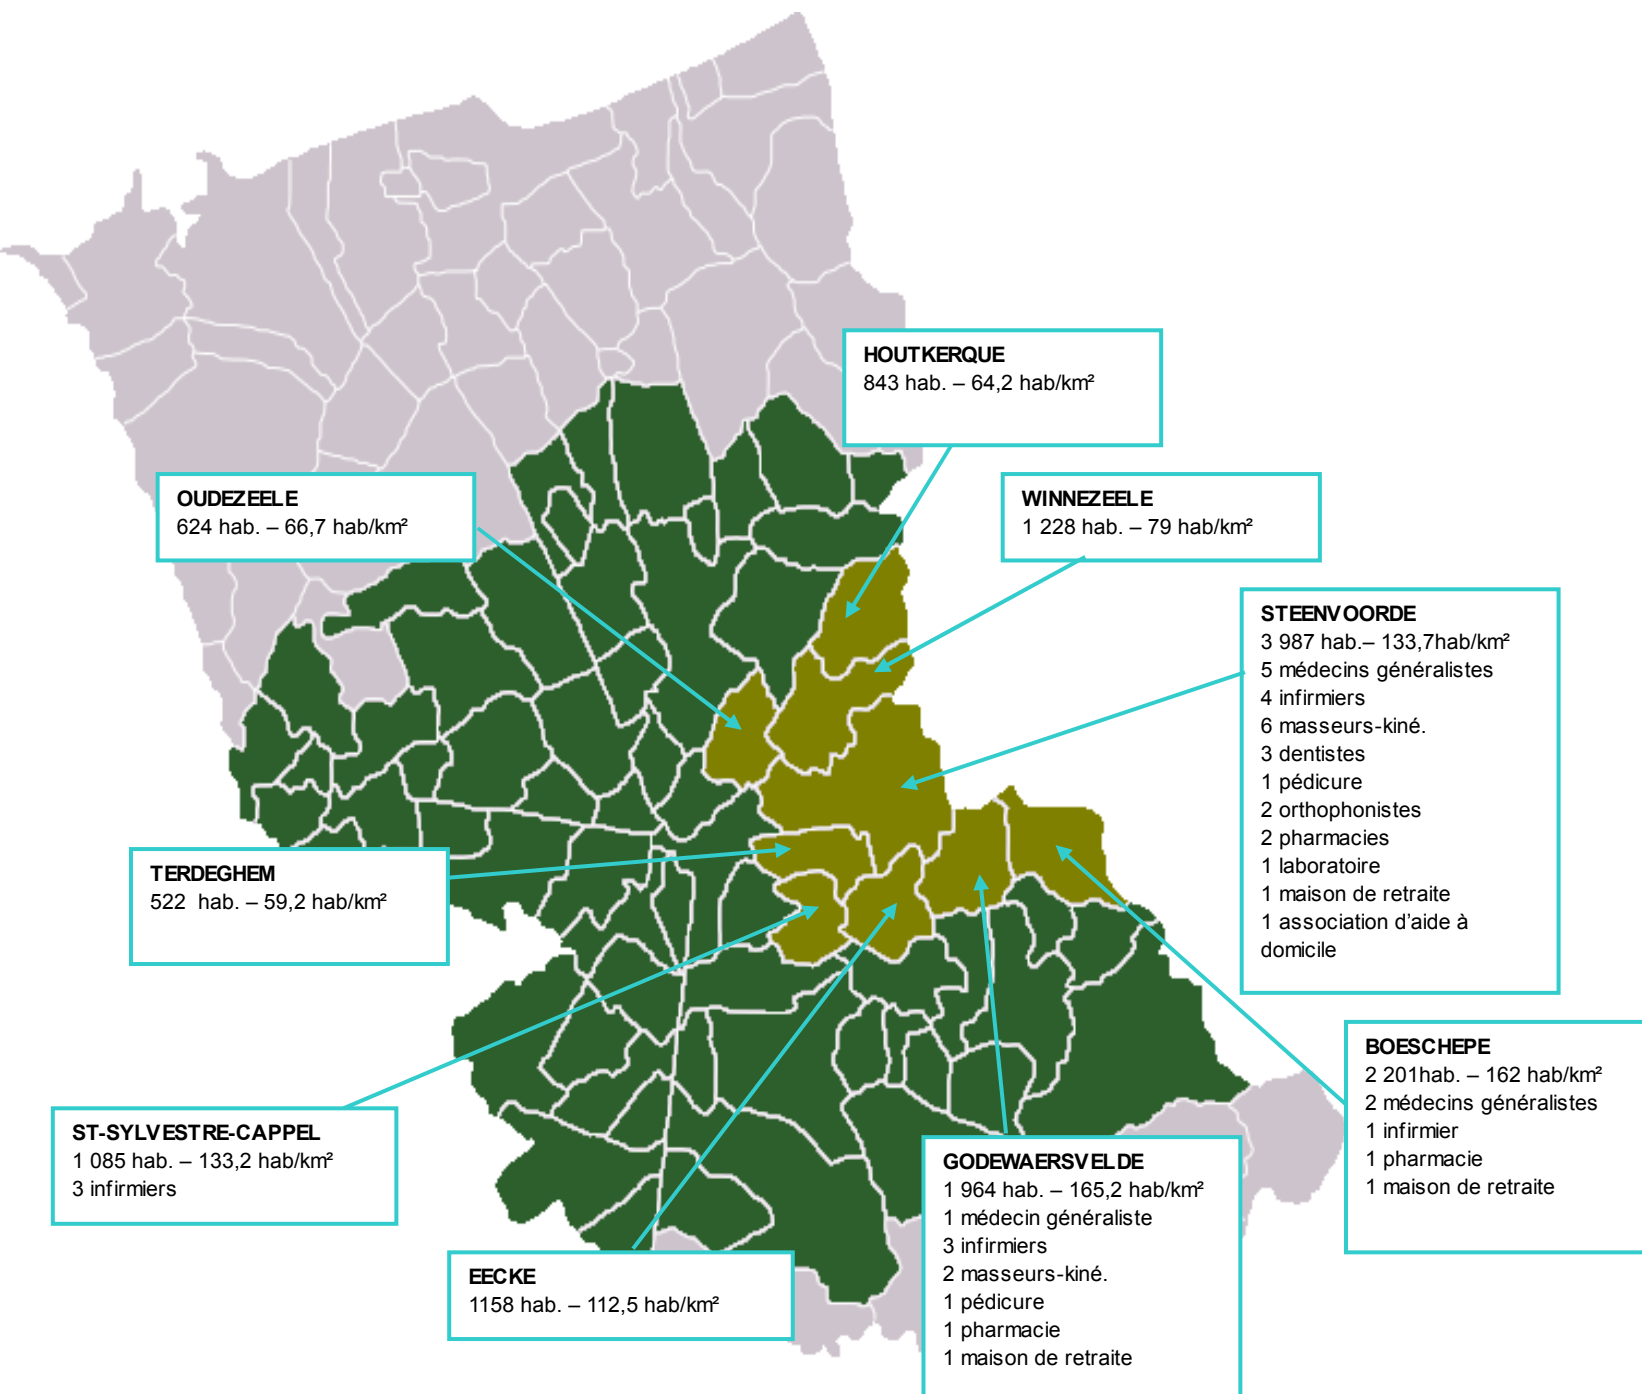 HOUTKERQUE
843 hab. – 64,2 hab/km²
OUDEZEELE
624 hab. – 66,7 hab/km²
WINNEZEELE
1 228 hab. – 79 hab/km²
STEENVOORDE
3 987 hab.– 133,7hab/km²
5 médecins généralistes
4 infirmiers
6 masseurs-kiné.
3 dentistes
1 pédicure
2 orthophonistes
2 pharmacies
1 laboratoire
1 maison de retraite
1 association d'aide à
domicile
TERDEGHEM
522 hab. – 59,2 hab/km²
BOESCHEPE
2 201hab. – 162 hab/km²
2 médecins généralistes
1 infirmier
1 pharmacie
1 maison de retraite
ST-SYLVESTRE-CAPPEL
1 085 hab. – 133,2 hab/km²
3 infirmiers
GODEWAERSVELDE
1 964 hab. – 165,2 hab/km²
1 médecin généraliste
3 infirmiers
2 masseurs-kiné.
1 pédicure
1 pharmacie
1 maison de retraite
EECKE
1158 hab. – 112,5 hab/km²